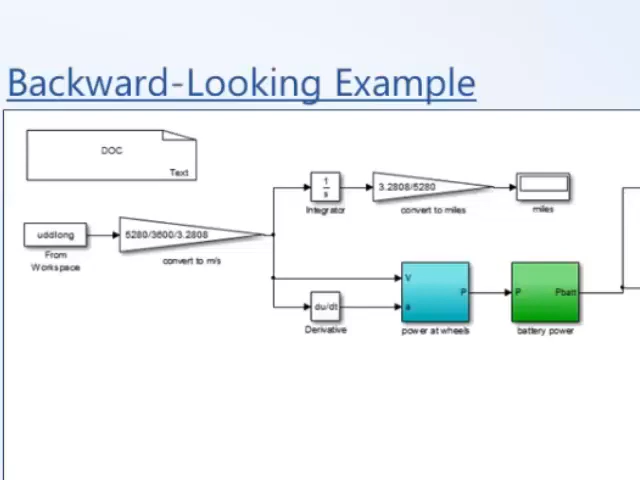 Backward-Looking Example
DOC
Text
1
s
Integrator
3.2808/5280
convert to miles
miles
uddlong
From
Workspace
5280/3600/3.2808
convert to m/s
du/dt
Derivative
V
a
P
power at wheels
P
Pbatt
battery power